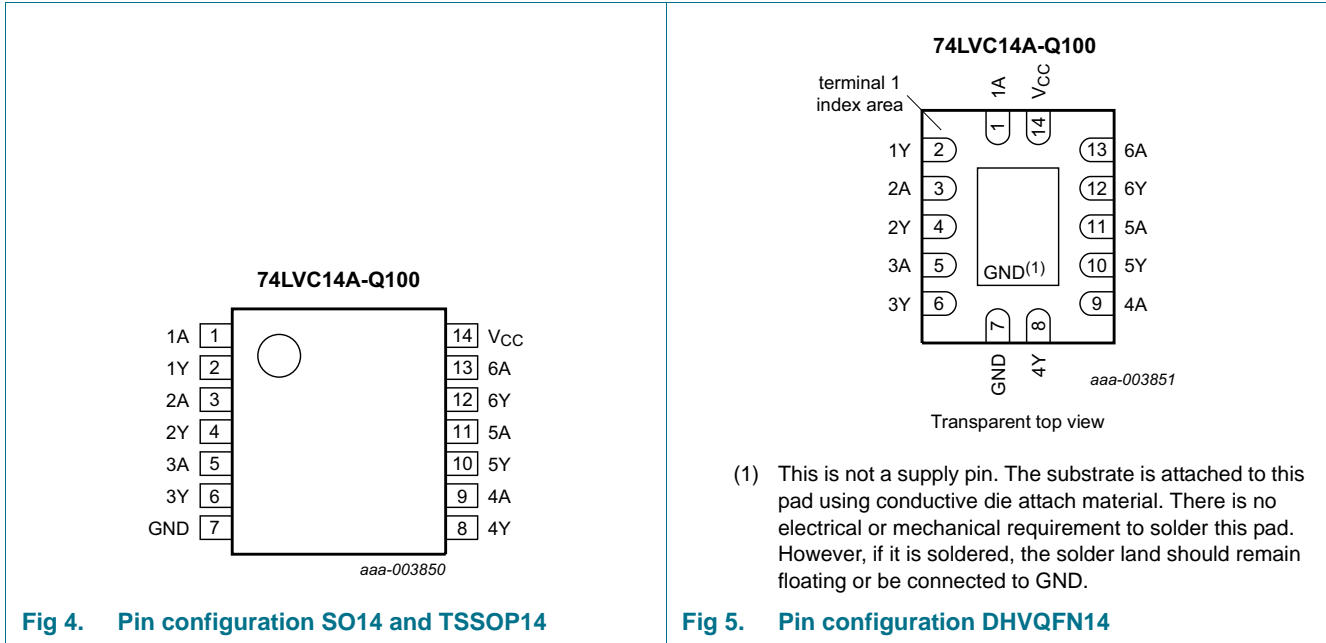 74LVC14A-Q100
1A 1 14 VCC
1Y 2 13 6A
2A 3 12 6Y
2Y 4 11 5A
3A 5 10 5Y
3Y 6 9 4A
GND 7 8 4Y
aaa-003850
Fig 4. Pin configuration SO14 and TSSOP14
74LVC14A-Q100
terminal 1
index area
1A VCC
1 14
1Y 2 13 6A
2A 3 12 6Y
2Y 4 11 5A
3A 5 GND(1) 10 5Y
3Y 6 9 4A
7 8
GND 4Y
aaa-003851
Transparent top view
(1) This is not a supply pin. The substrate is attached to this
pad using conductive die attach material. There is no
electrical or mechanical requirement to solder this pad.
However, if it is soldered, the solder land should remain
floating or be connected to GND.
Fig 5. Pin configuration DHVQFN14